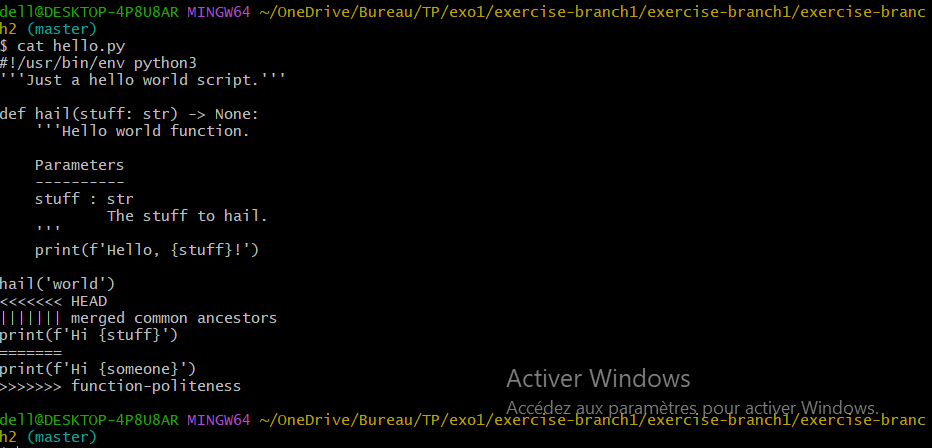 dell@DESKTOP-4P8U8AR MINGW64 ~/OneDrive/Bureau/TP/exo1/exercise-branch1/exercise-branch1/exercise-branc
h2 (master)
$ cat hello.py
#!/usr/bin/env python3
'''Just a hello world script.'''

def hail(stuff: str) -> None:
    '''Hello world function.

    Parameters
    ----------
    stuff : str
            The stuff to hail.
    '''
    print(f'Hello, {stuff}!')

hail('world')
<<<<<<< HEAD
||||||| merged common ancestors
print(f'Hi {stuff}')
=======
print(f'Hi {someone}')
>>>>>>> function-politeness

dell@DESKTOP-4P8U8AR MINGW64 ~/OneDrive/Bureau/TP/exo1/exercise-branch1/exercise-branch1/exercise-branc
h2 (master)
Activer Windows
Accédez aux paramètres pour activer Windows.